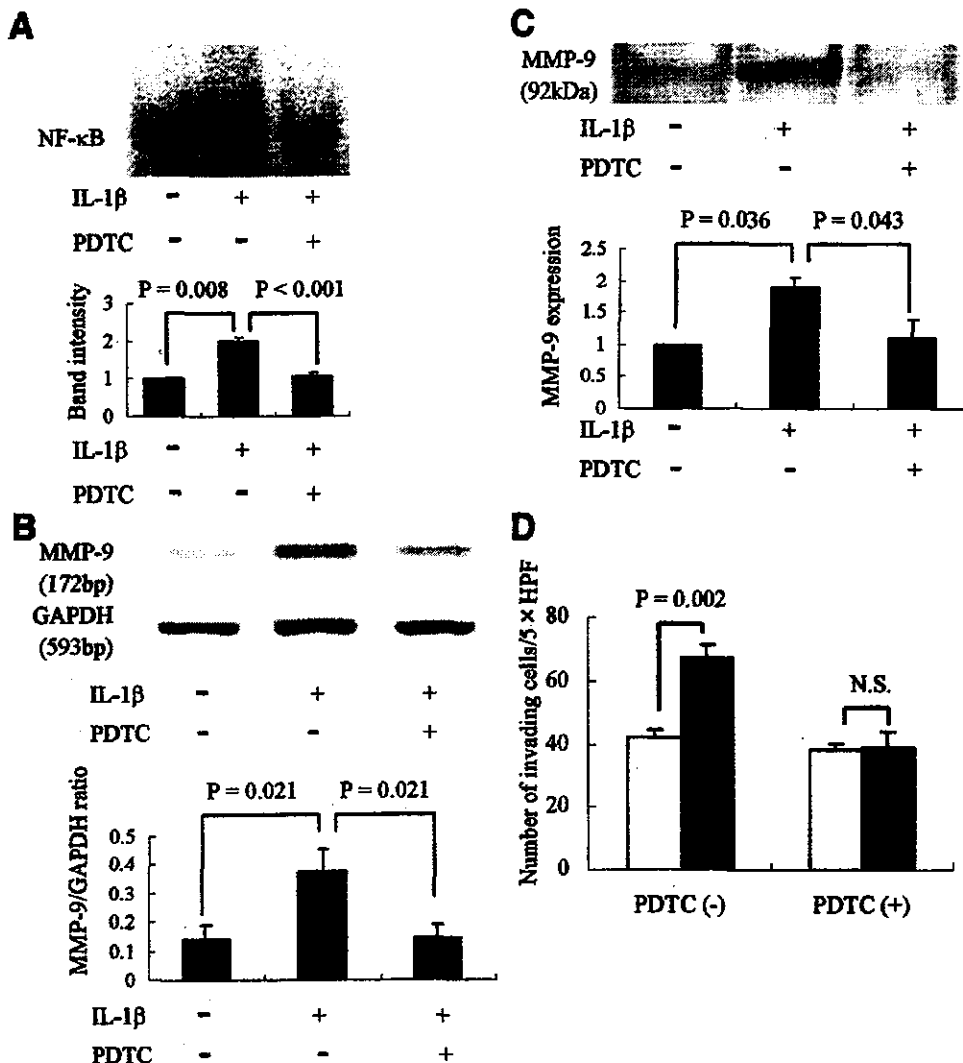 A
NF-κB
IL-1β - + +
PDTC - - +
P = 0.008 P < 0.001
Band intensity
3
2
1
0
IL-1β - + +
PDTC - - +
B
MMP-9
(172bp)
GAPDH
(593bp)
IL-1β - + +
PDTC - - +
P = 0.021 P = 0.021
MMP-9/GAPDH ratio
0.5
0.4
0.3
0.2
0.1
0
IL-1β - + +
PDTC - - +
C
MMP-9
(92kDa)
IL-1β - + +
PDTC - - +
P = 0.036 P = 0.043
MMP-9 expression
2.5
2
1.5
1
0.5
0
IL-1β - + +
PDTC - - +
D
Number of invading cells/5 × HPF
P = 0.002
N.S.
80
60
40
20
0
PDTC (-) PDTC (+)